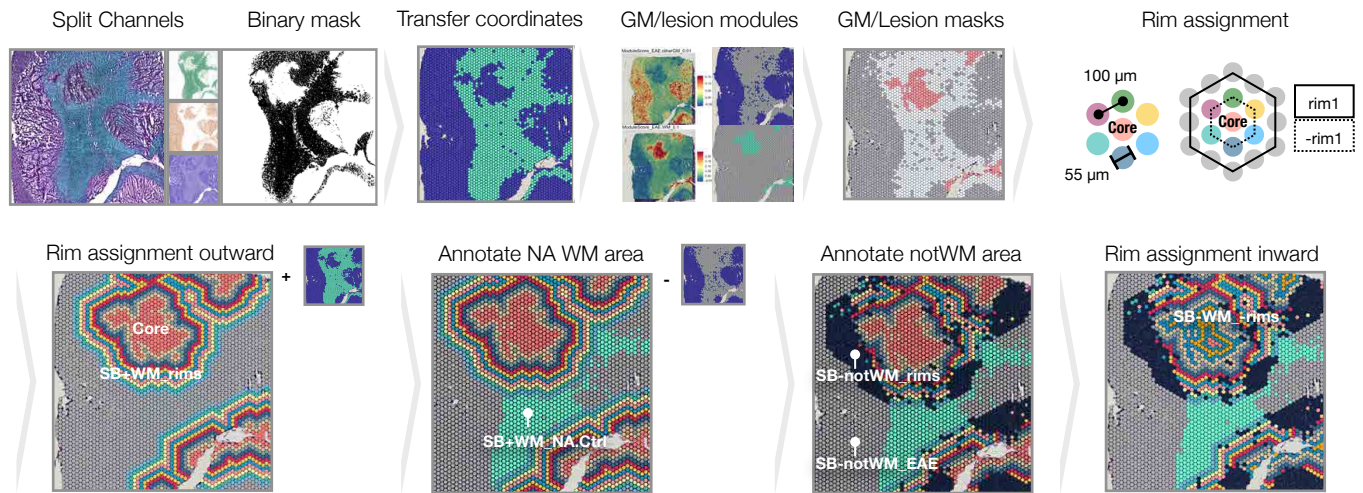 Split Channels
Binary mask
Transfer coordinates
GM/lesion modules
GM/Lesion masks
Rim assignment
100 µm
Core
55 µm
Core
rim1
-rim1
Rim assignment outward
+
Annotate NA WM area
-
Annotate notWM area
Rim assignment inward
Core
SB+WM_rims
SB+WM_NA.Ctrl
SB-notWM_rims
SB-notWM_EAE
SB-WM_-rims